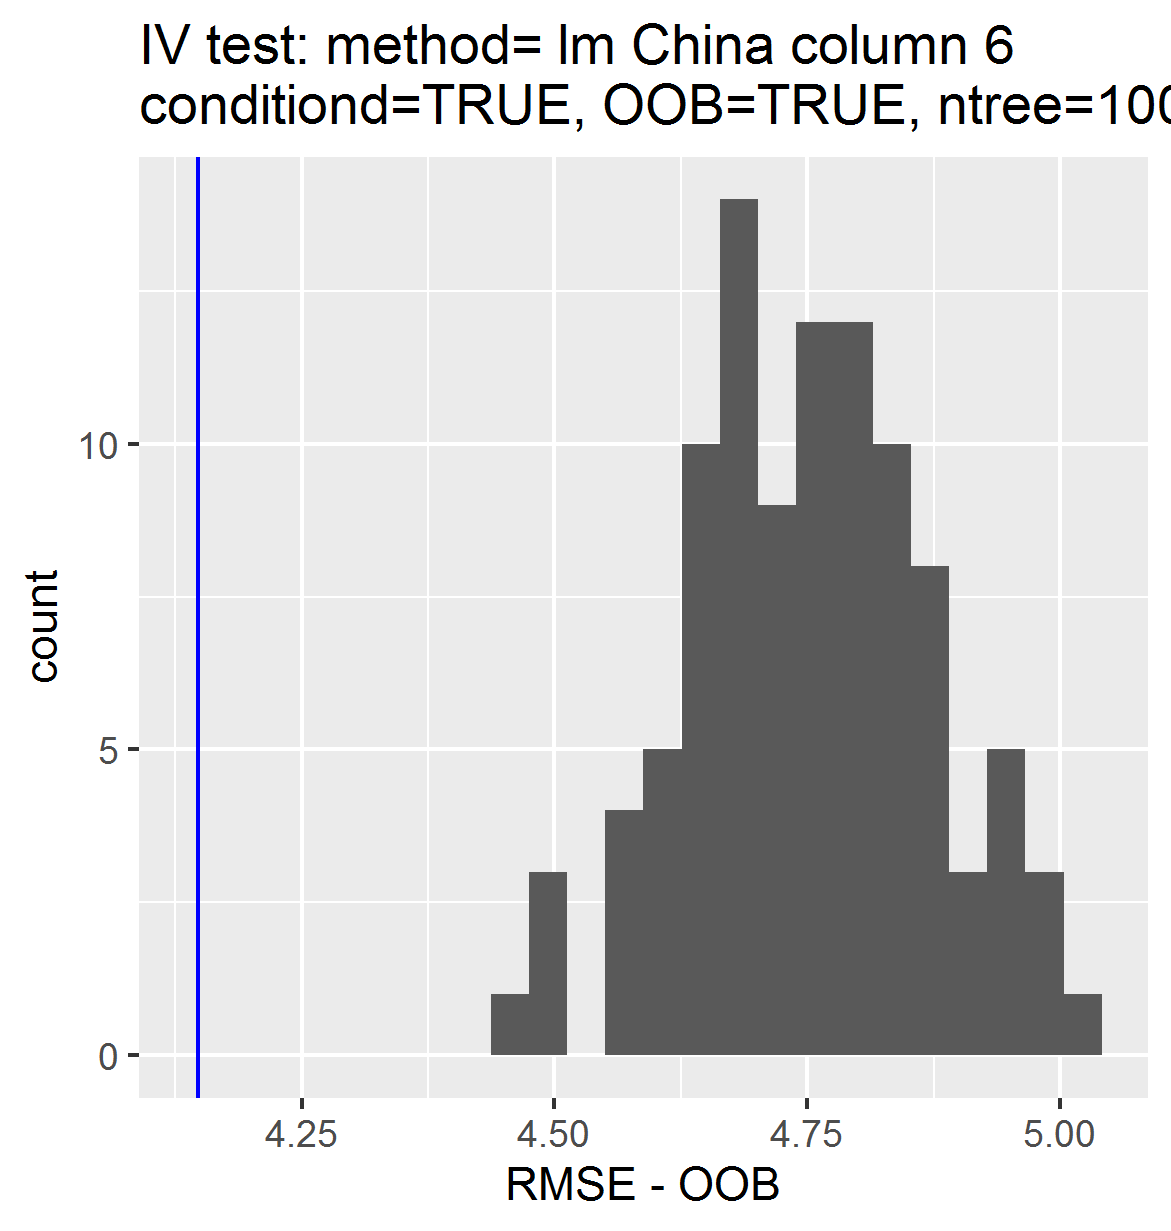 IV test: method= lm China column 6
conditiond=TRUE, OOB=TRUE, ntree=100
count
10
5
0
4.25
4.50
4.75
5.00
RMSE - OOB